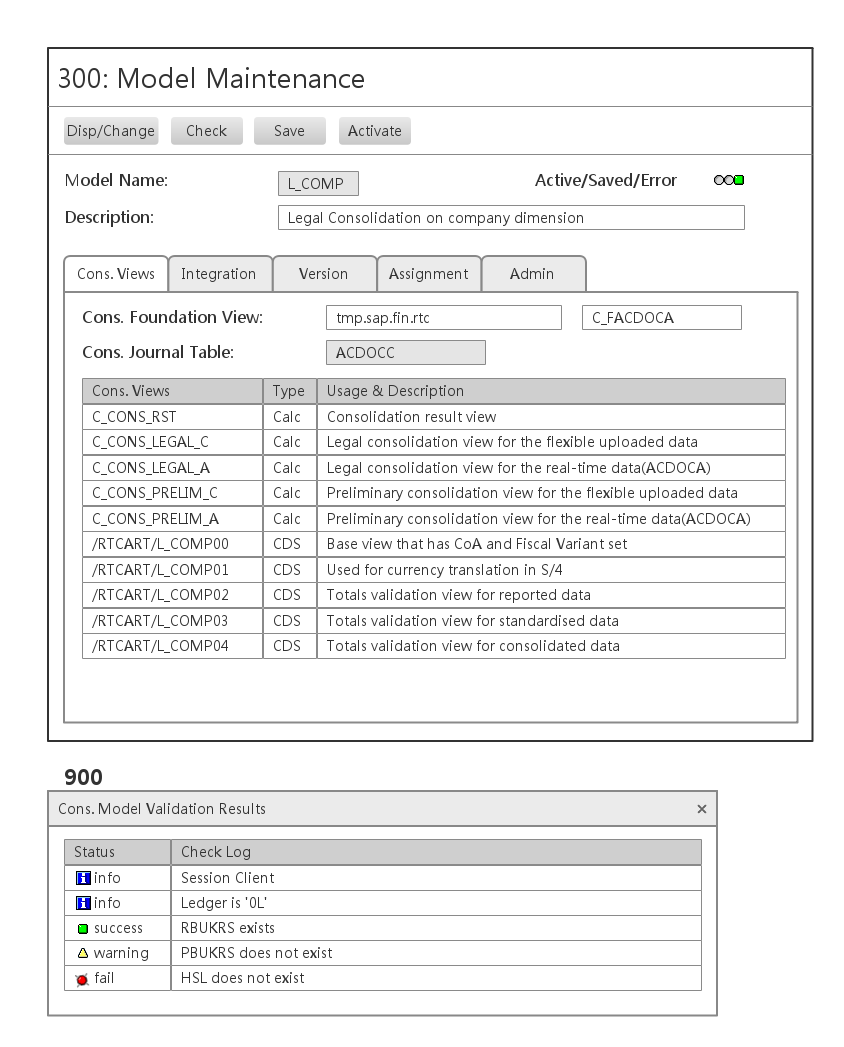 300: Model Maintenance
Disp/Change Check Save Activate
Model Name: L_COMP Active/Saved/Error
Description: Legal Consolidation on company dimension
Cons. Views Integration Version Assignment Admin
Cons. Foundation View: tmp.sap.fin.rtc C_FACDOCA
Cons. Journal Table: ACDOCC
Cons. Views Type Usage & Description
C_CONS_RST Calc Consolidation result view
C_CONS_LEGAL_C Calc Legal consolidation view for the flexible uploaded data
C_CONS_LEGAL_A Calc Legal consolidation view for the real-time data(ACDOCA)
C_CONS_PRELIM_C Calc Preliminary consolidation view for the flexible uploaded data
C_CONS_PRELIM_A Calc Preliminary consolidation view for the real-time data(ACDOCA)
/RTCART/L_COMP00 CDS Base view that has CoA and Fiscal Variant set
/RTCART/L_COMP01 CDS Used for currency translation in S/4
/RTCART/L_COMP02 CDS Totals validation view for reported data
/RTCART/L_COMP03 CDS Totals validation view for standardised data
/RTCART/L_COMP04 CDS Totals validation view for consolidated data
900
Cons. Model Validation Results ×
Status Check Log
info Session Client
info Ledger is '0L'
success RBUKRS exists
warning PBUKRS does not exist
fail HSL does not exist